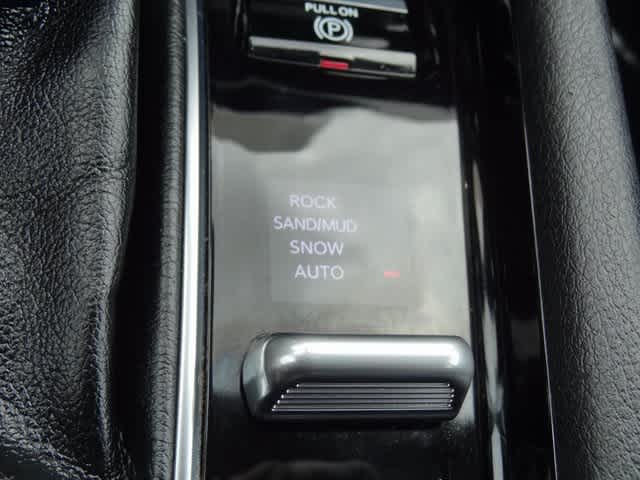 PULL ON
(P)
ROCK
SAND/MUD
SNOW
AUTO